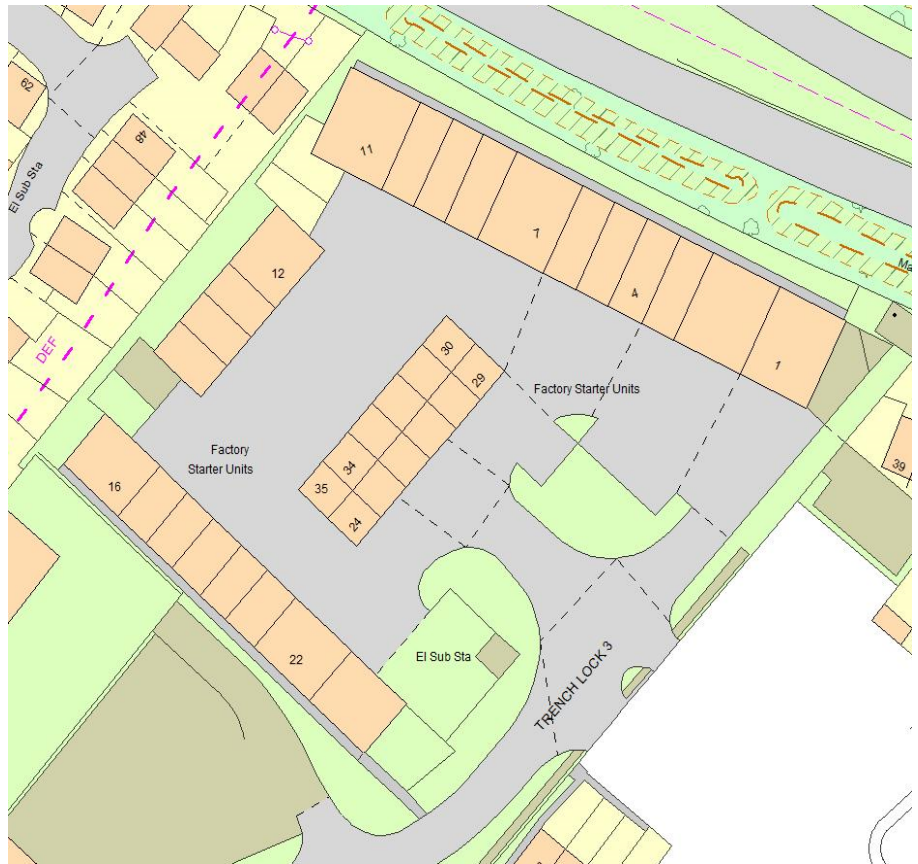 62
48
El Sub Sta
DEF
11
7
4
1
12
30
29
Factory Starter Units
39
Factory
Starter Units
34
35
24
16
22
El Sub Sta
TRENCH LOCK 3
Ma